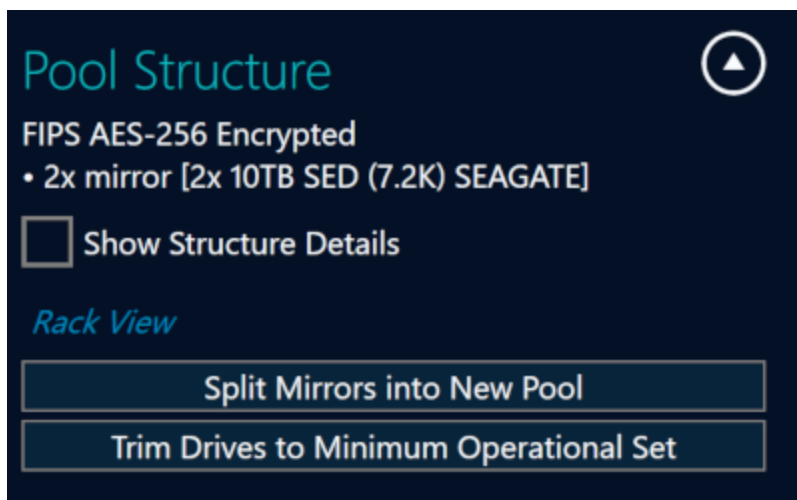 Pool Structure
FIPS AES-256 Encrypted
• 2x mirror [2x 10TB SED (7.2K) SEAGATE]
Show Structure Details
Rack View
Split Mirrors into New Pool
Trim Drives to Minimum Operational Set